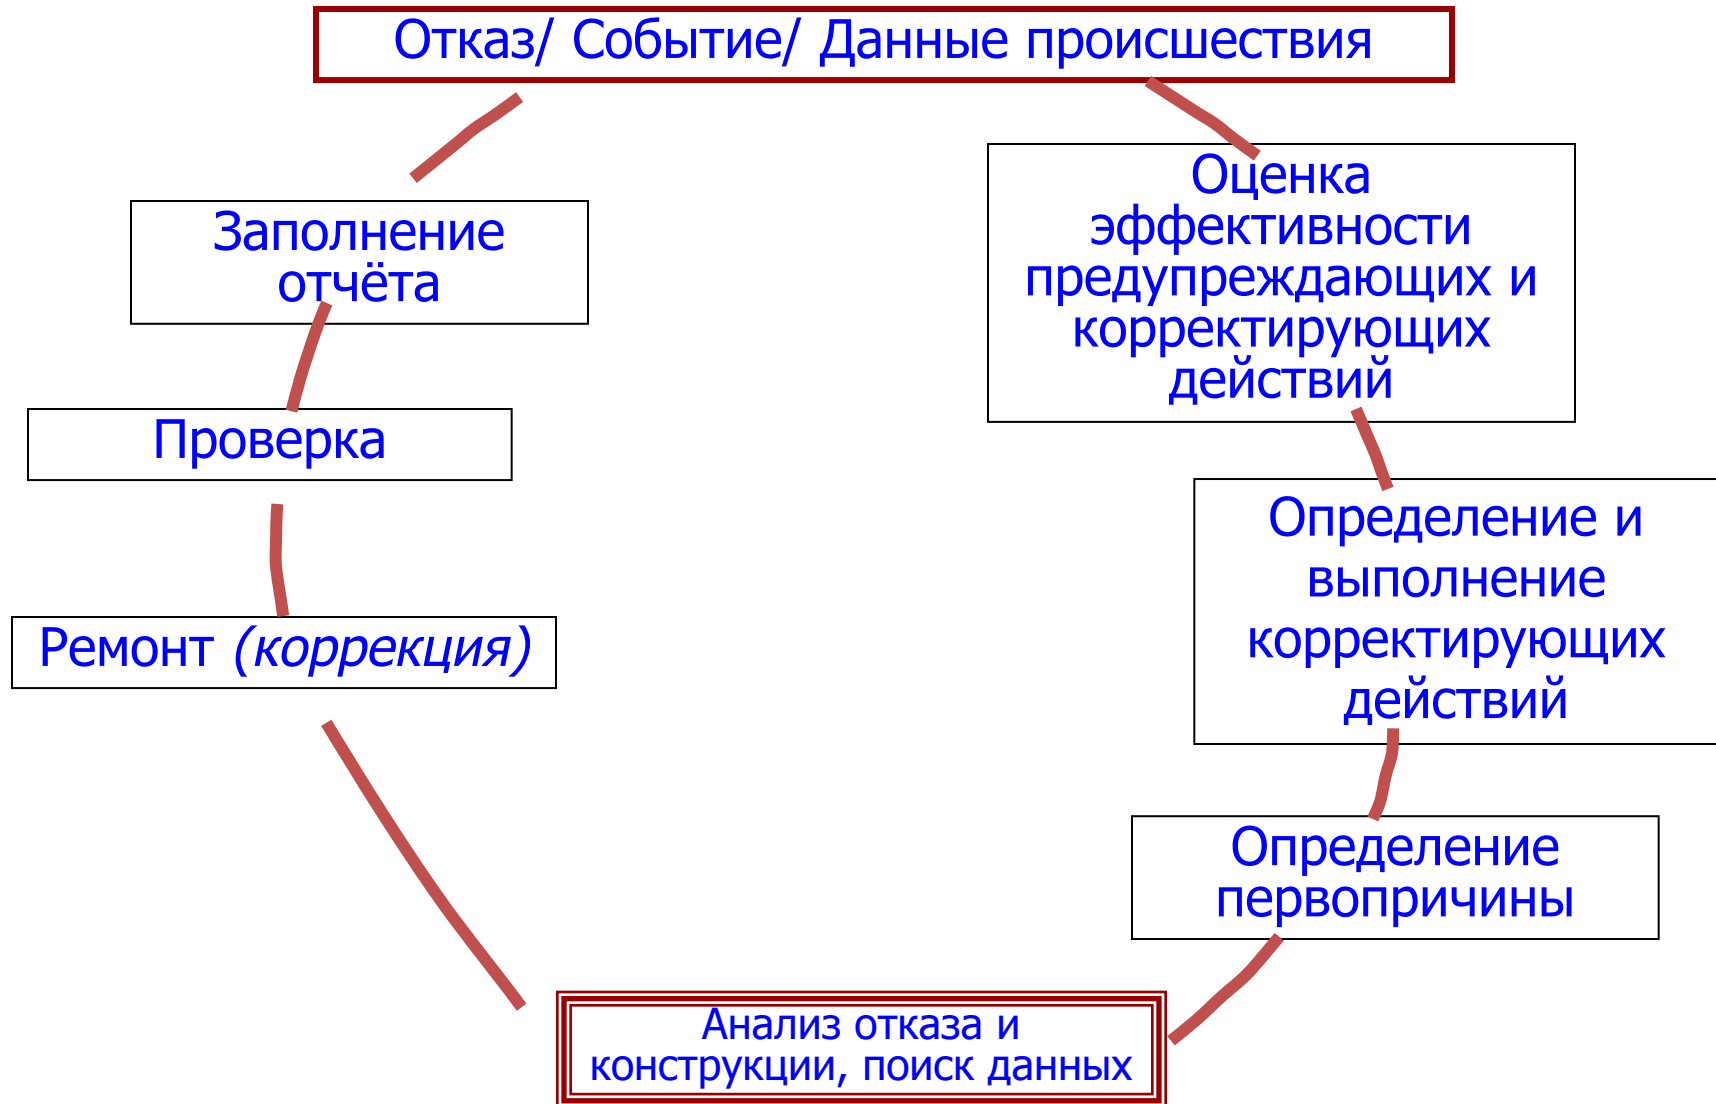 Отказ/ Событие/ Данные происшествия
Заполнение
отчёта
Проверка
Ремонт (коррекция)
Анализ отказа и
конструкции, поиск данных
Определение
первопричины
Определение и
выполнение
корректирующих
действий
Оценка
эффективности
предупреждающих и
корректирующих
действий